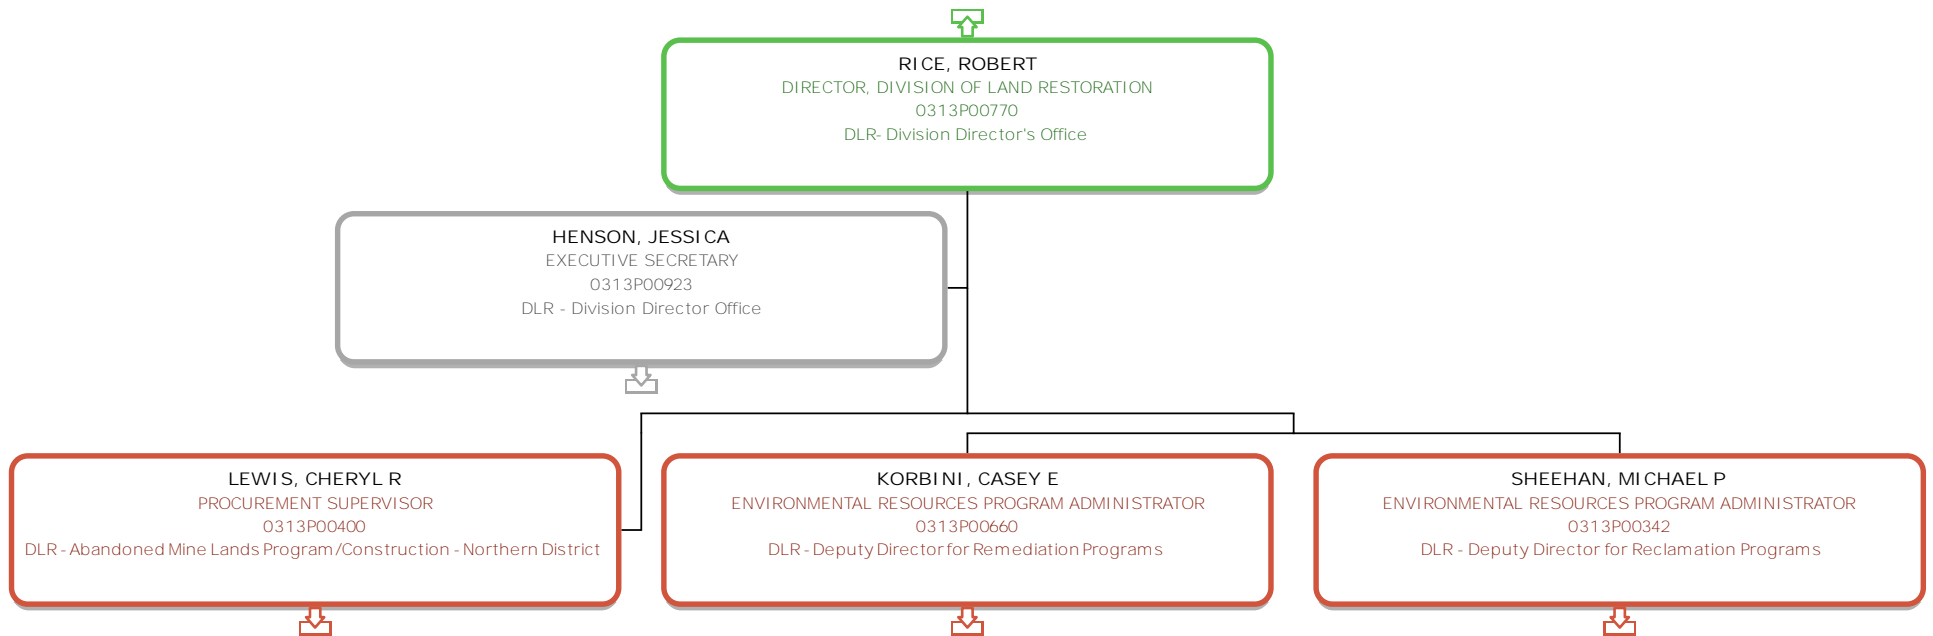 RICE, ROBERT
DIRECTOR, DIVISION OF LAND RESTORATION
0313P00770
DLR- Division Director's Office
HENSON, JESSICA
EXECUTIVE SECRETARY
0313P00923
DLR - Division Director Office
LEWIS, CHERYL R
PROCUREMENT SUPERVISOR
0313P00400
DLR - Abandoned Mine Lands Program/Construction - Northern District
KORBINI, CASEY E
ENVIRONMENTAL RESOURCES PROGRAM ADMINISTRATOR
0313P00660
DLR - Deputy Director for Remediation Programs
SHEEHAN, MICHAEL P
ENVIRONMENTAL RESOURCES PROGRAM ADMINISTRATOR
0313P00342
DLR - Deputy Director for Reclamation Programs